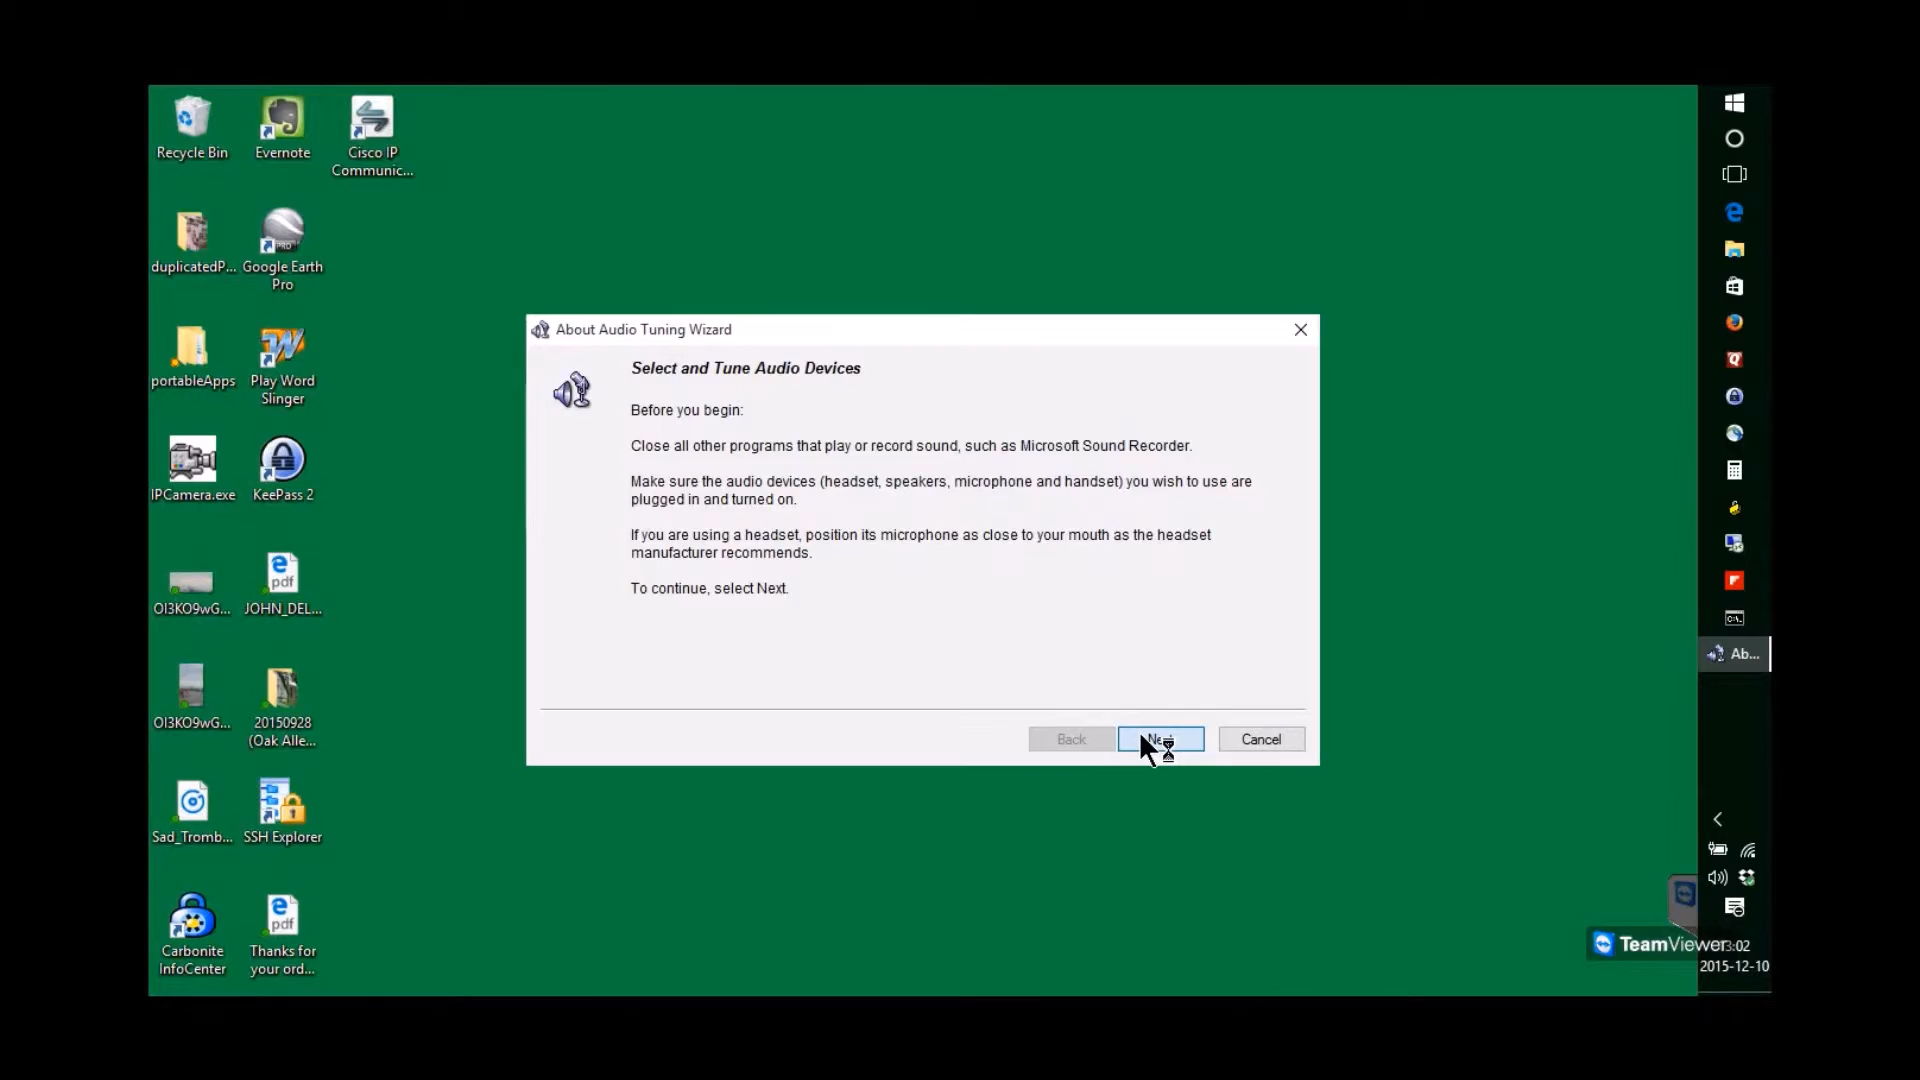 Recycle Bin
Evernote
Cisco IP
Communic...
duplicatedP...
Google Earth
Pro
PRO
portableApps
Play Word
Slinger
IPCamera.exe
KeePass 2
pdf
OI3KO9wG...
JOHN_DEL...
OI3KO9wG...
20150928
(Oak Alle...
Sad_Tromb...
SSH Explorer
Carbonite
InfoCenter
pdf
Thanks for
your ord...
About Audio Tuning Wizard
Select and Tune Audio Devices
Before you begin:
Close all other programs that play or record sound, such as Microsoft Sound Recorder.
Make sure the audio devices (headset, speakers, microphone and handset) you wish to use are
plugged in and turned on.
If you are using a headset, position its microphone as close to your mouth as the headset
manufacturer recommends.
To continue, select Next.
Back
Cancel
C:\_
Ab...
TeamViewer
3:02
2015-12-10